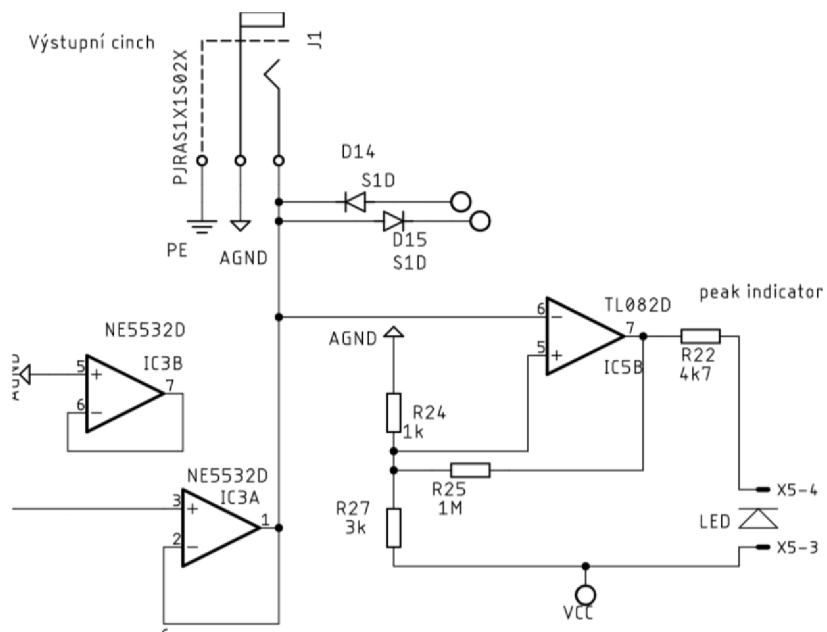 Výstupní cinch
J1
PJRAS1X1S02X
D14
S1D
D15
S1D
PE
AGND
TL082D
peak indicator
6
7
5
IC5B
R22
4k7
NE5532D
IC3B
AGND
5
7
6
AGND
R24
1k
R25
1M
NE5532D
IC3A
3
1
2
R27
3k
X5-4
LED
X5-3
VCC